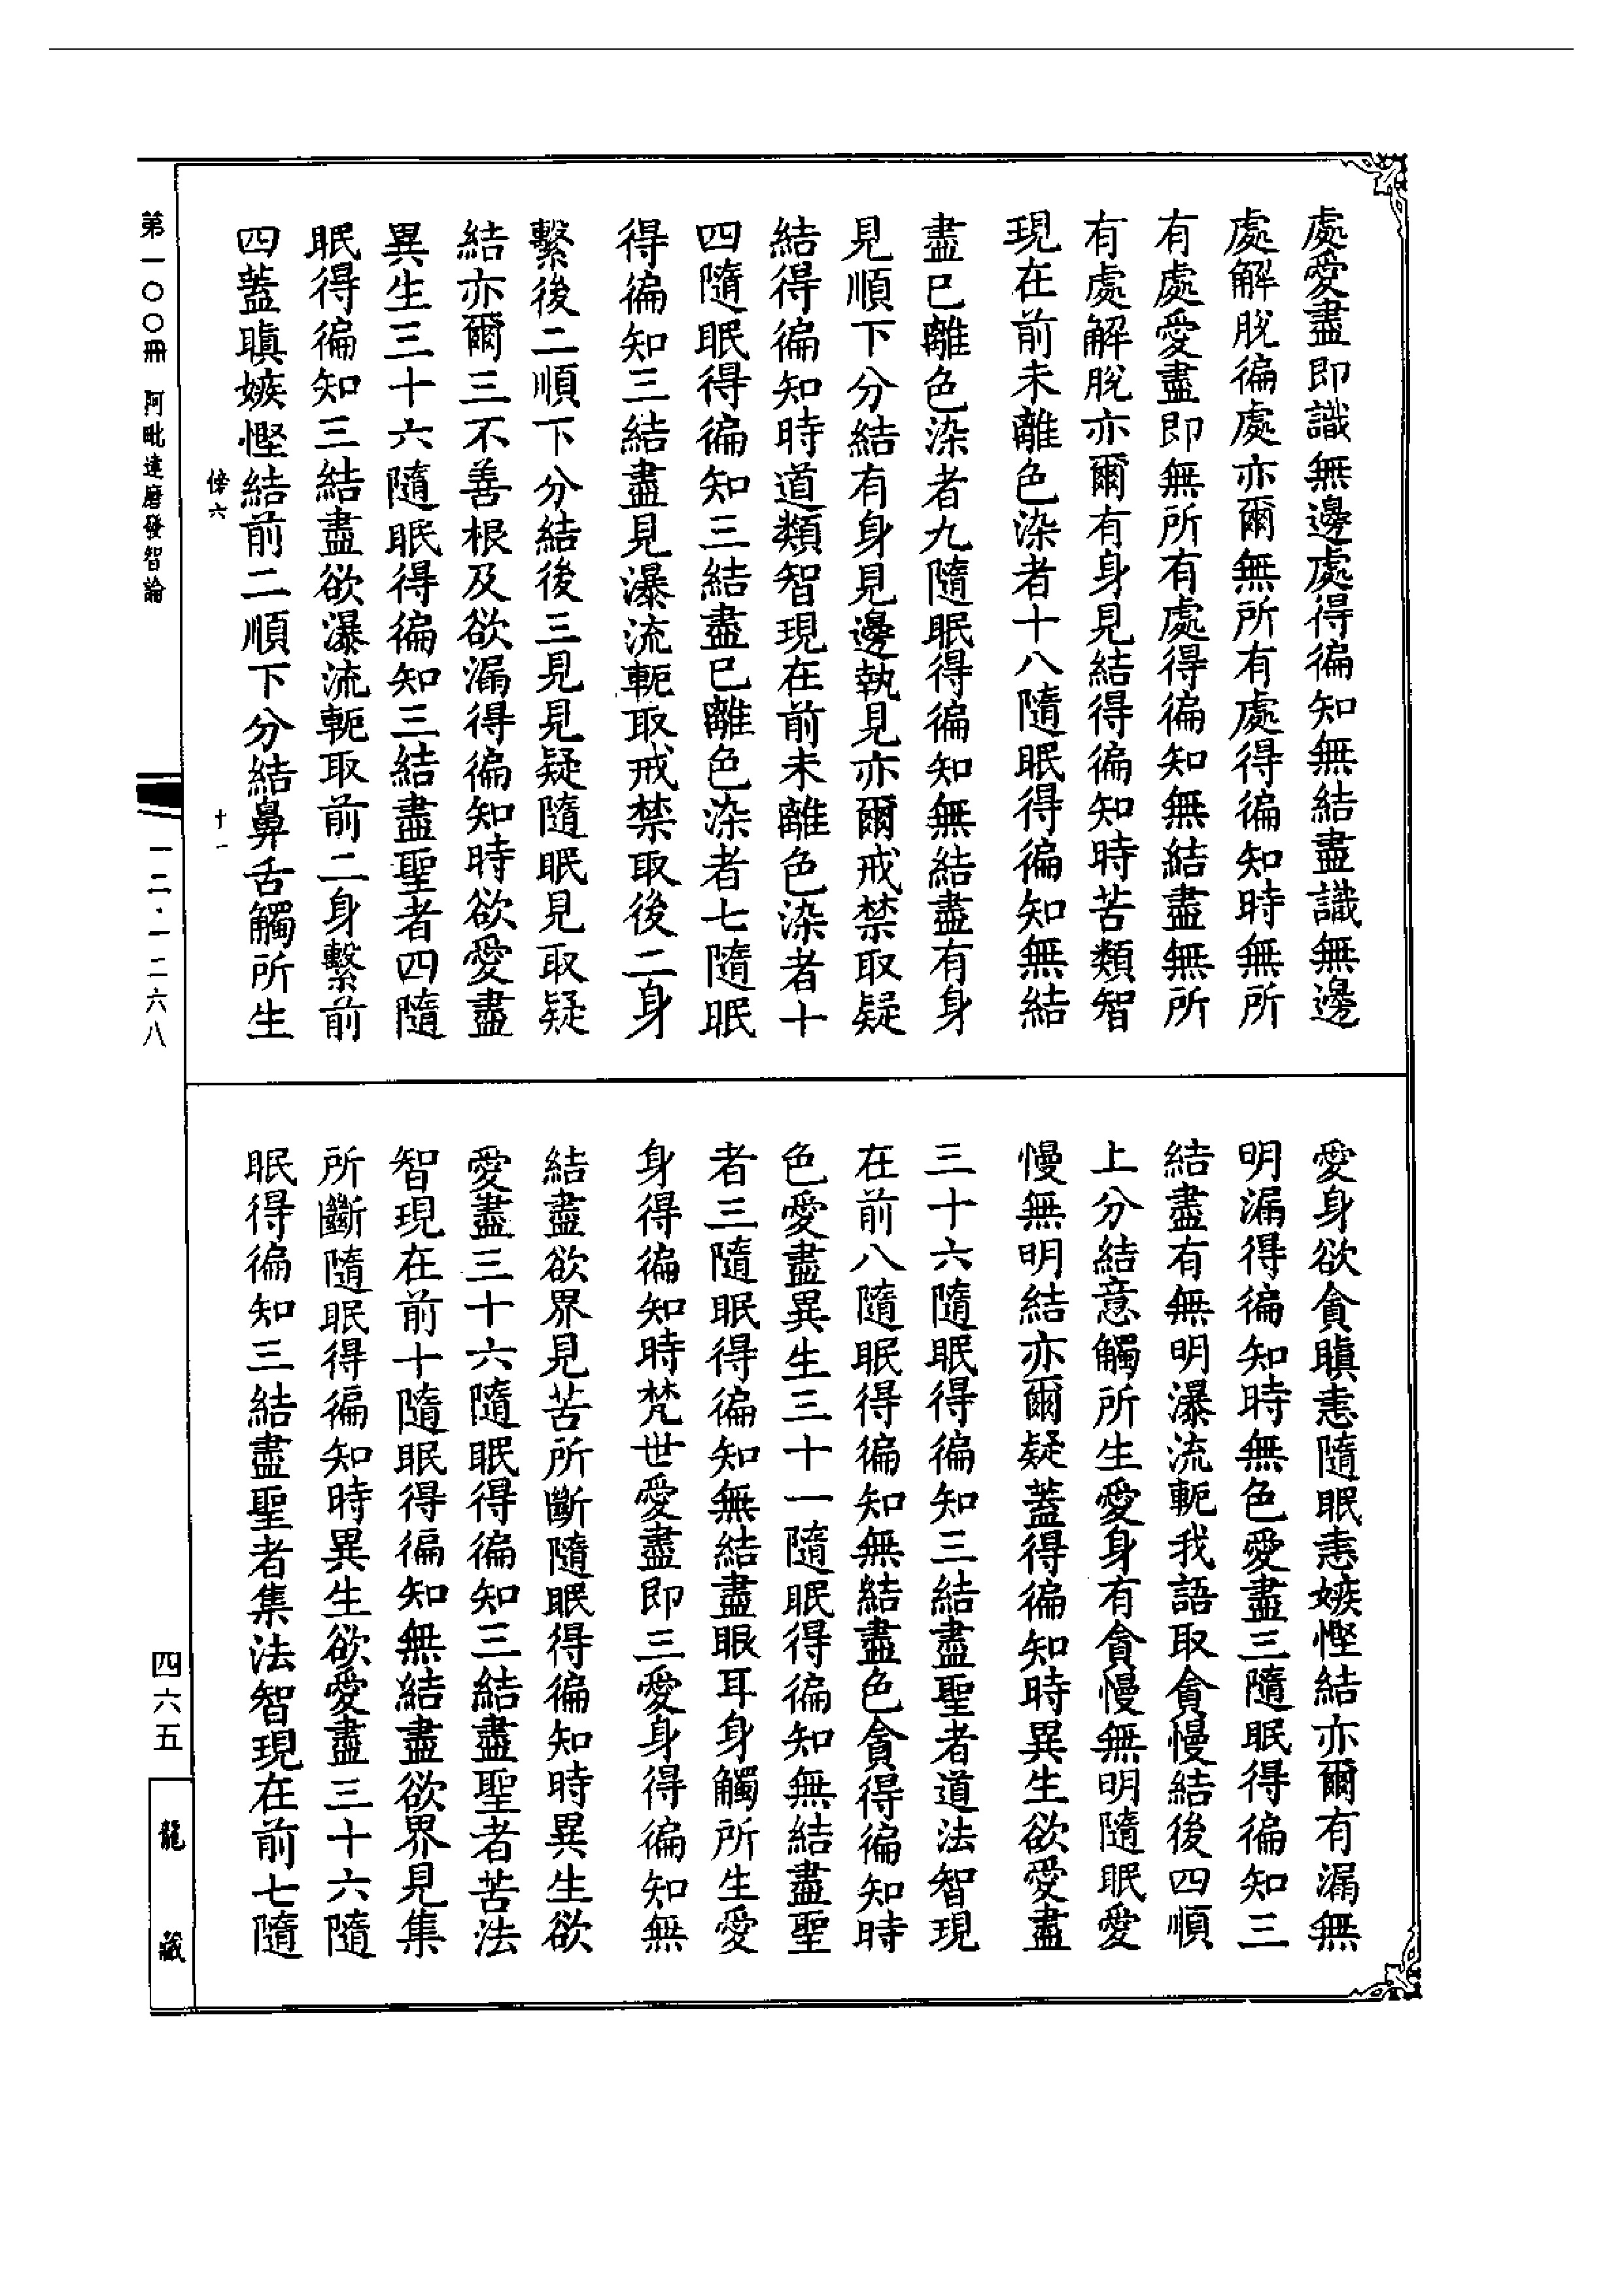 處愛盡即識無邊處得徧知無結盡識無邊
處解脫徧處亦爾無所有處得徧知時無所
有處愛盡即無所有處得徧知無結盡無所
有處解脫亦爾有身見結得徧知時苦類智
現在前未離色染者十八隨眠得徧知無結
盡已離色染者九隨眠得徧知無結盡有身
見順下分結有身見邊執見亦爾戒禁取疑
結得徧知時道類智現在前未離色染者十
四隨眠得徧知三結盡已離色染者七隨眠
得徧知三結盡見瀑流軛取戒禁取後二身
繫後二順下分結後三見見疑隨眠見取疑
結亦爾三不善根及欲漏得徧知時欲愛盡
異生三十六隨眠得徧知三結盡聖者四隨
眠得徧知三結盡欲瀑流軛取前二身繫前
四蓋瞋嫉慳結前二順下分結鼻舌觸所生
愛身欲貪瞋恚隨眠恚嫉慳結亦爾有漏無
明漏得徧知時無色愛盡三隨眠得徧知三
結盡有無明瀑流軛我語取貪慢結後四順
上分結意觸所生愛身有貪慢無明隨眠愛
慢無明結亦爾疑蓋得徧知時異生欲愛盡
三十六隨眠得徧知三結盡聖者道法智現
在前八隨眠得徧知無結盡色貪得徧知時
色愛盡異生三十一隨眠得徧知無結盡聖
者三隨眠得徧知無結盡眼耳身觸所生愛
身得徧知時梵世愛盡即三愛身得徧知無
結盡欲界見苦所斷隨眠得徧知時異生欲
愛盡三十六隨眠得徧知三結盡聖者苦法
智現在前十隨眠得徧知無結盡欲界見集
所斷隨眠得徧知時異生欲愛盡三十六隨
眠得徧知三結盡聖者集法智現在前七隨
傍六
十一
第一〇〇冊 阿毗達磨發智論
一二·一二六八
四六五
龍藏